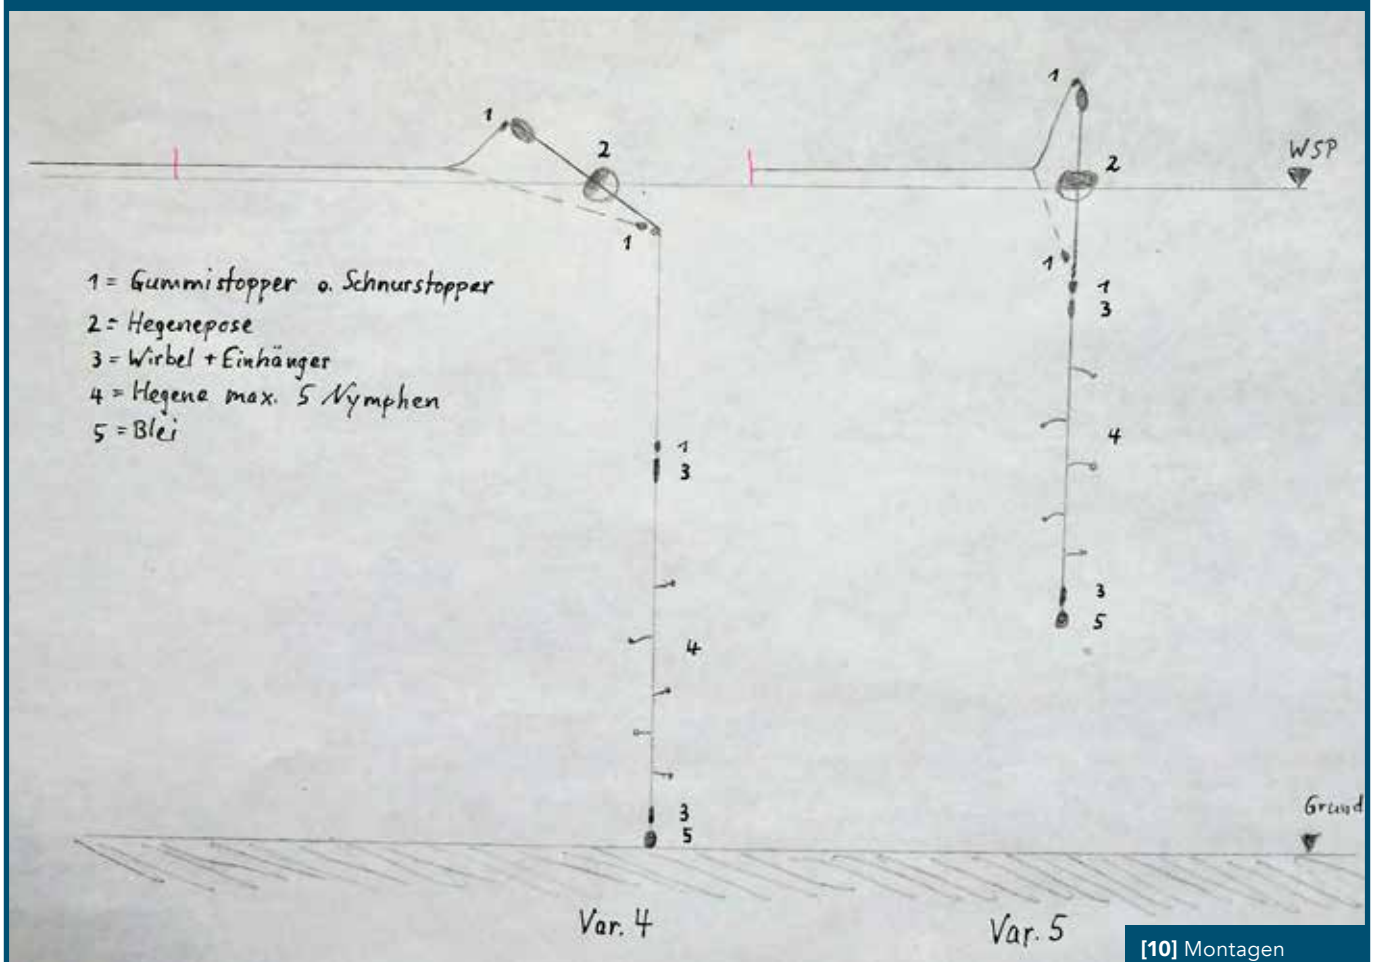 1
2
1
1
2
WSP
1
1
3
1 = Gummistopper o. Schnurstopper
2 = Hegenepose
3 = Wirbel + Einhänger
4 = Hegene max. 5 Nymphen
5 = Blei
1
3
4
4
3
5
3
5
Grund
Var. 4
Var. 5
[10] Montagen